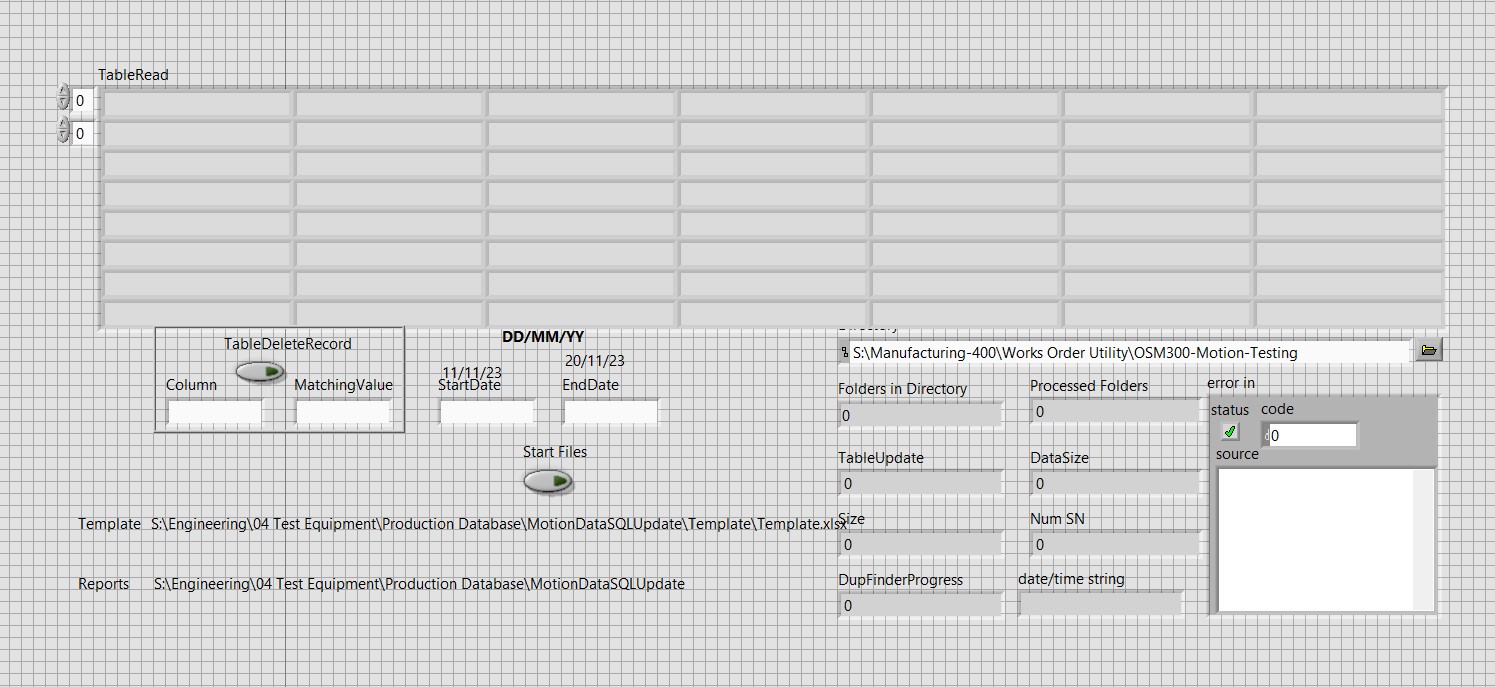 TableRead
0
0
TableDeleteRecord
Column
MatchingValue
DD/MM/YY
11/11/23
StartDate
20/11/23
EndDate
Start Files
Template S:\Engineering\04 Test Equipment\Production Database\MotionDataSQLUpdate\Template\Template.xlsx
Reports S:\Engineering\04 Test Equipment\Production Database\MotionDataSQLUpdate
Directory
S:\Manufacturing-400\Works Order Utility\OSM300-Motion-Testing
Folders in Directory
0
Processed Folders
0
TableUpdate
0
DataSize
0
Size
0
Num SN
0
DupFinderProgress
0
date/time string
error in
status
code
d0
source